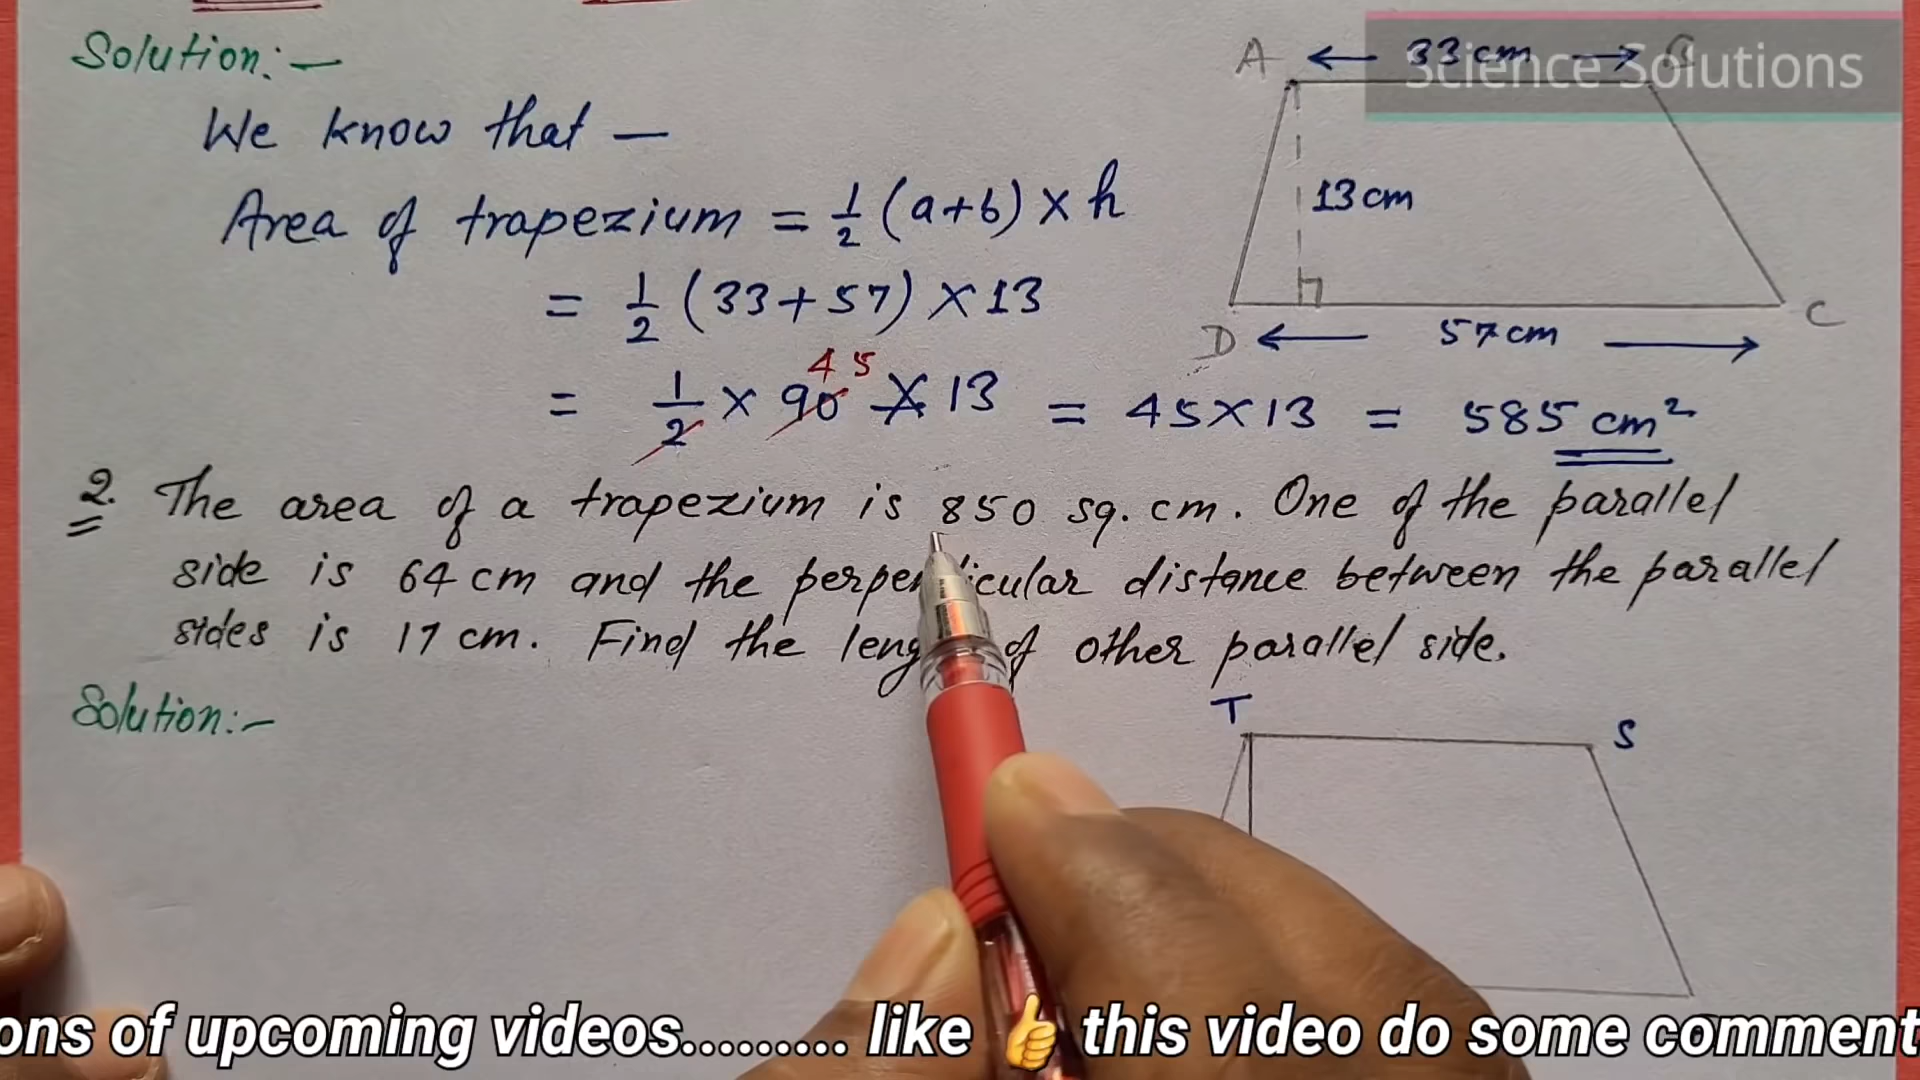 Solution:—
A ← 33 cm →
Science Solutions
We know that —
Area of trapezium = 1/2 (a+b) × h
13 cm
= 1/2 (33+57) × 13
D ← 57 cm → C
45
= 1/2 × 90 × 13 = 45×13 = 585 cm²
2. The area of a trapezium is 850 sq. cm. One of the parallel
side is 64 cm and the perpendicular distance between the parallel
sides is 17 cm. Find the length of other parallel side.
Solution:-
T S
ons of upcoming videos......... like 👍 this video do some comment